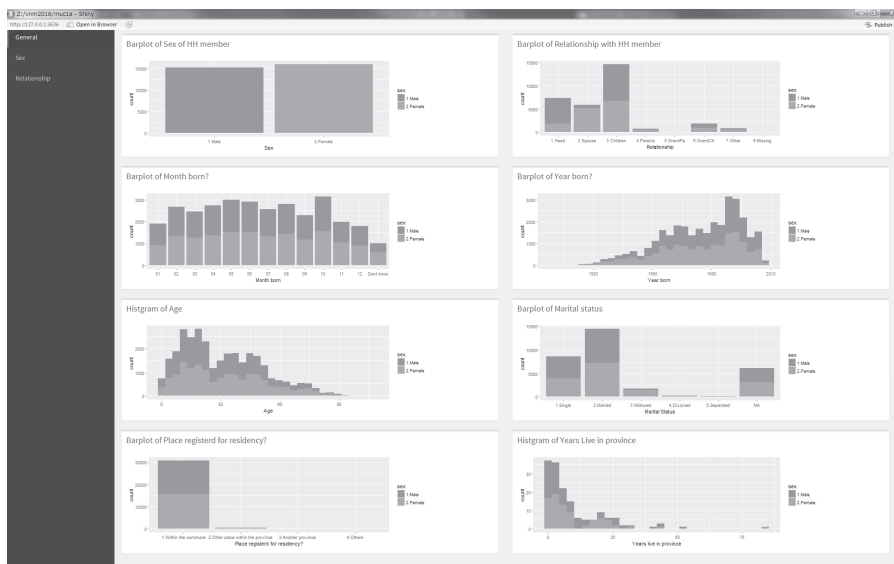 Z:/vnm2016/muc1a - Shiny
http://127.0.0.1:3636
Open in Browser
Publish
General
Sex
Relationship
Barplot of Sex of HH member
count
15000
10000
5000
0
1.Male
2.Female
Sex
sex
1.Male
2.Female
Barplot of Relationship with HH member
count
15000
10000
5000
0
1.Head
2.Spouse
3.Children
4.Parents
5.GrandPa
6.GrandCh
7.Other
9.Missing
Relationship
sex
1.Male
2.Female
Barplot of Month born?
count
3000
2000
1000
0
01
02
03
04
05
06
07
08
09
10
11
12
Dont know
Month born
sex
1.Male
2.Female
Barplot of Year born?
count
3000
2000
1000
0
1920
1950
1980
2010
Year born
sex
1.Male
2.Female
Histgram of Age
count
2000
1000
0
0
30
60
90
Age
sex
1.Male
2.Female
Barplot of Marital status
count
15000
10000
5000
0
1.Single
2.Married
3.Widowed
4.Divorced
5.Separated
NA
Marital Status
sex
1.Male
2.Female
Barplot of Place registerd for residency?
count
30000
20000
10000
0
1.Within the commune
2.Other place within the province
3.Another province
4.Others
Place registerd for residency?
sex
1.Male
2.Female
Histgram of Years Live in province
count
30
20
10
0
0
25
50
75
Years live in province
sex
1.Male
2.Female